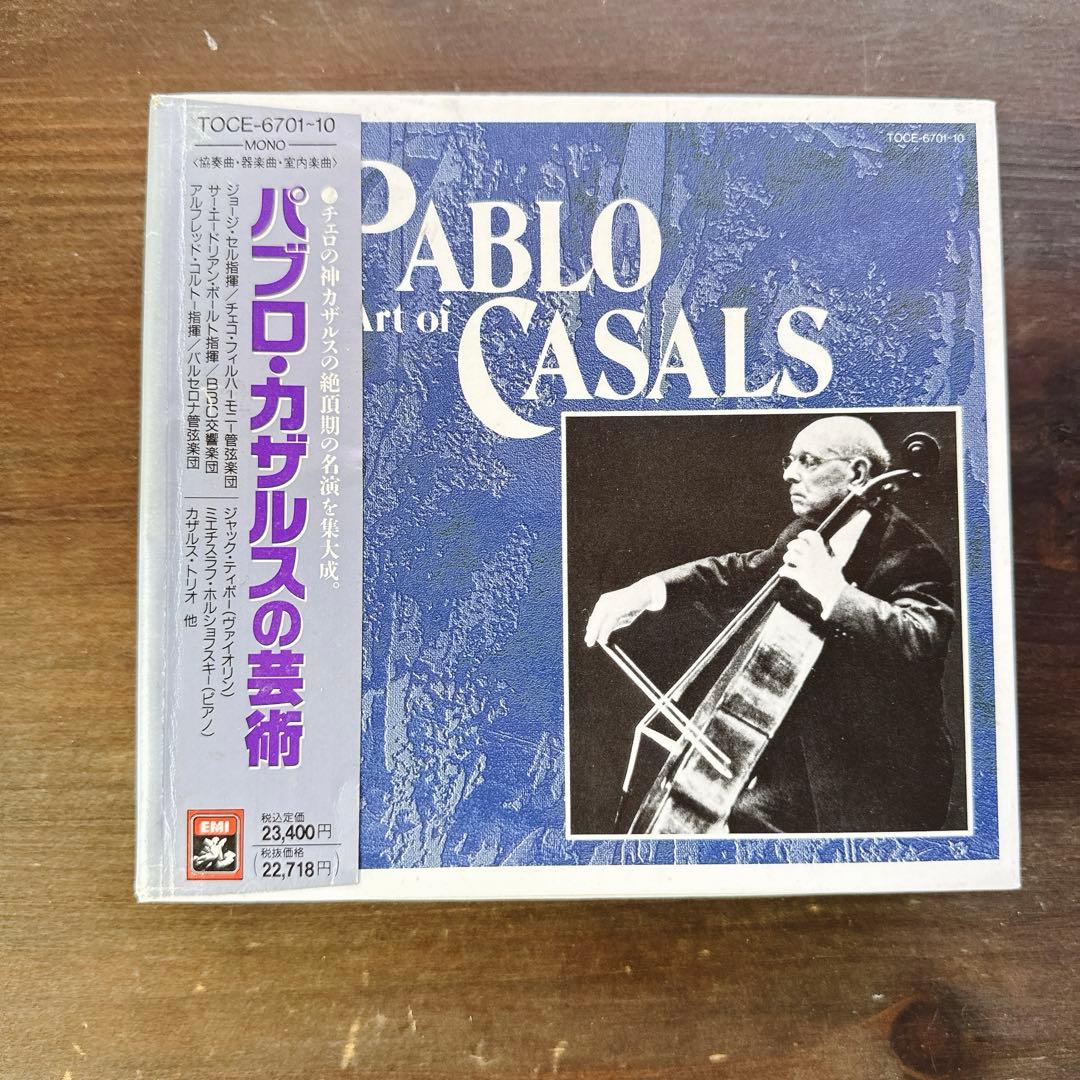 TOCE-6701~10
MONO
〈協奏曲・器楽曲・室内楽曲〉
●チェロの神カザルスの絶頂期の名演を集大成。
パブロ・カザルスの芸術
ジョージ・セル指揮/チェコ・フィルハーモニー管弦楽団
サー・エードリアン・ボールト指揮/BBC交響楽団
アルフレッド・コルトー指揮/バルセロナ管弦楽団
ジャック・ティボー(ヴァイオリン)
ミエチスラフ・ホルショフスキー(ピアノ)
カザルス・トリオ 他
EMI
税込定価
23,400円
(税抜価格
22,718円)
TOCE-6701-10
PABLO
Art of
CASALS